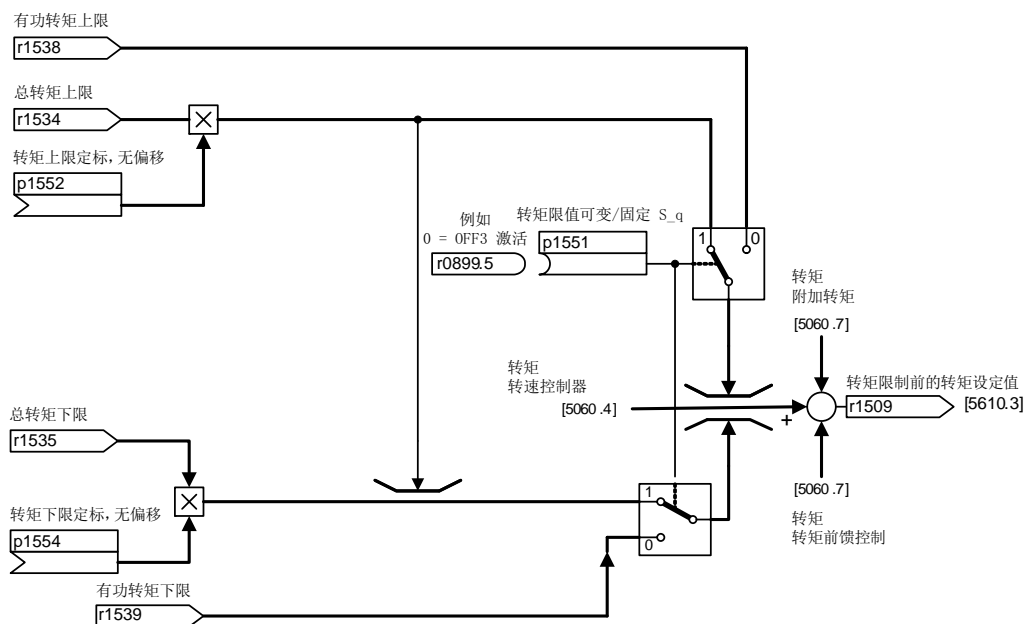 有功转矩上限
r1538
总转矩上限
r1534
转矩上限定标,无偏移
p1552
例如
0 = OFF3 激活
r0899.5
转矩限值可变/固定 S_q
p1551
1
0
转矩
附加转矩
[5060 .7]
转矩
转速控制器
[5060 .4]
+
转矩限制前的转矩设定值
r1509
[5610.3]
总转矩下限
r1535
转矩下限定标,无偏移
p1554
1
0
[5060 .7]
转矩
转矩前馈控制
有功转矩下限
r1539